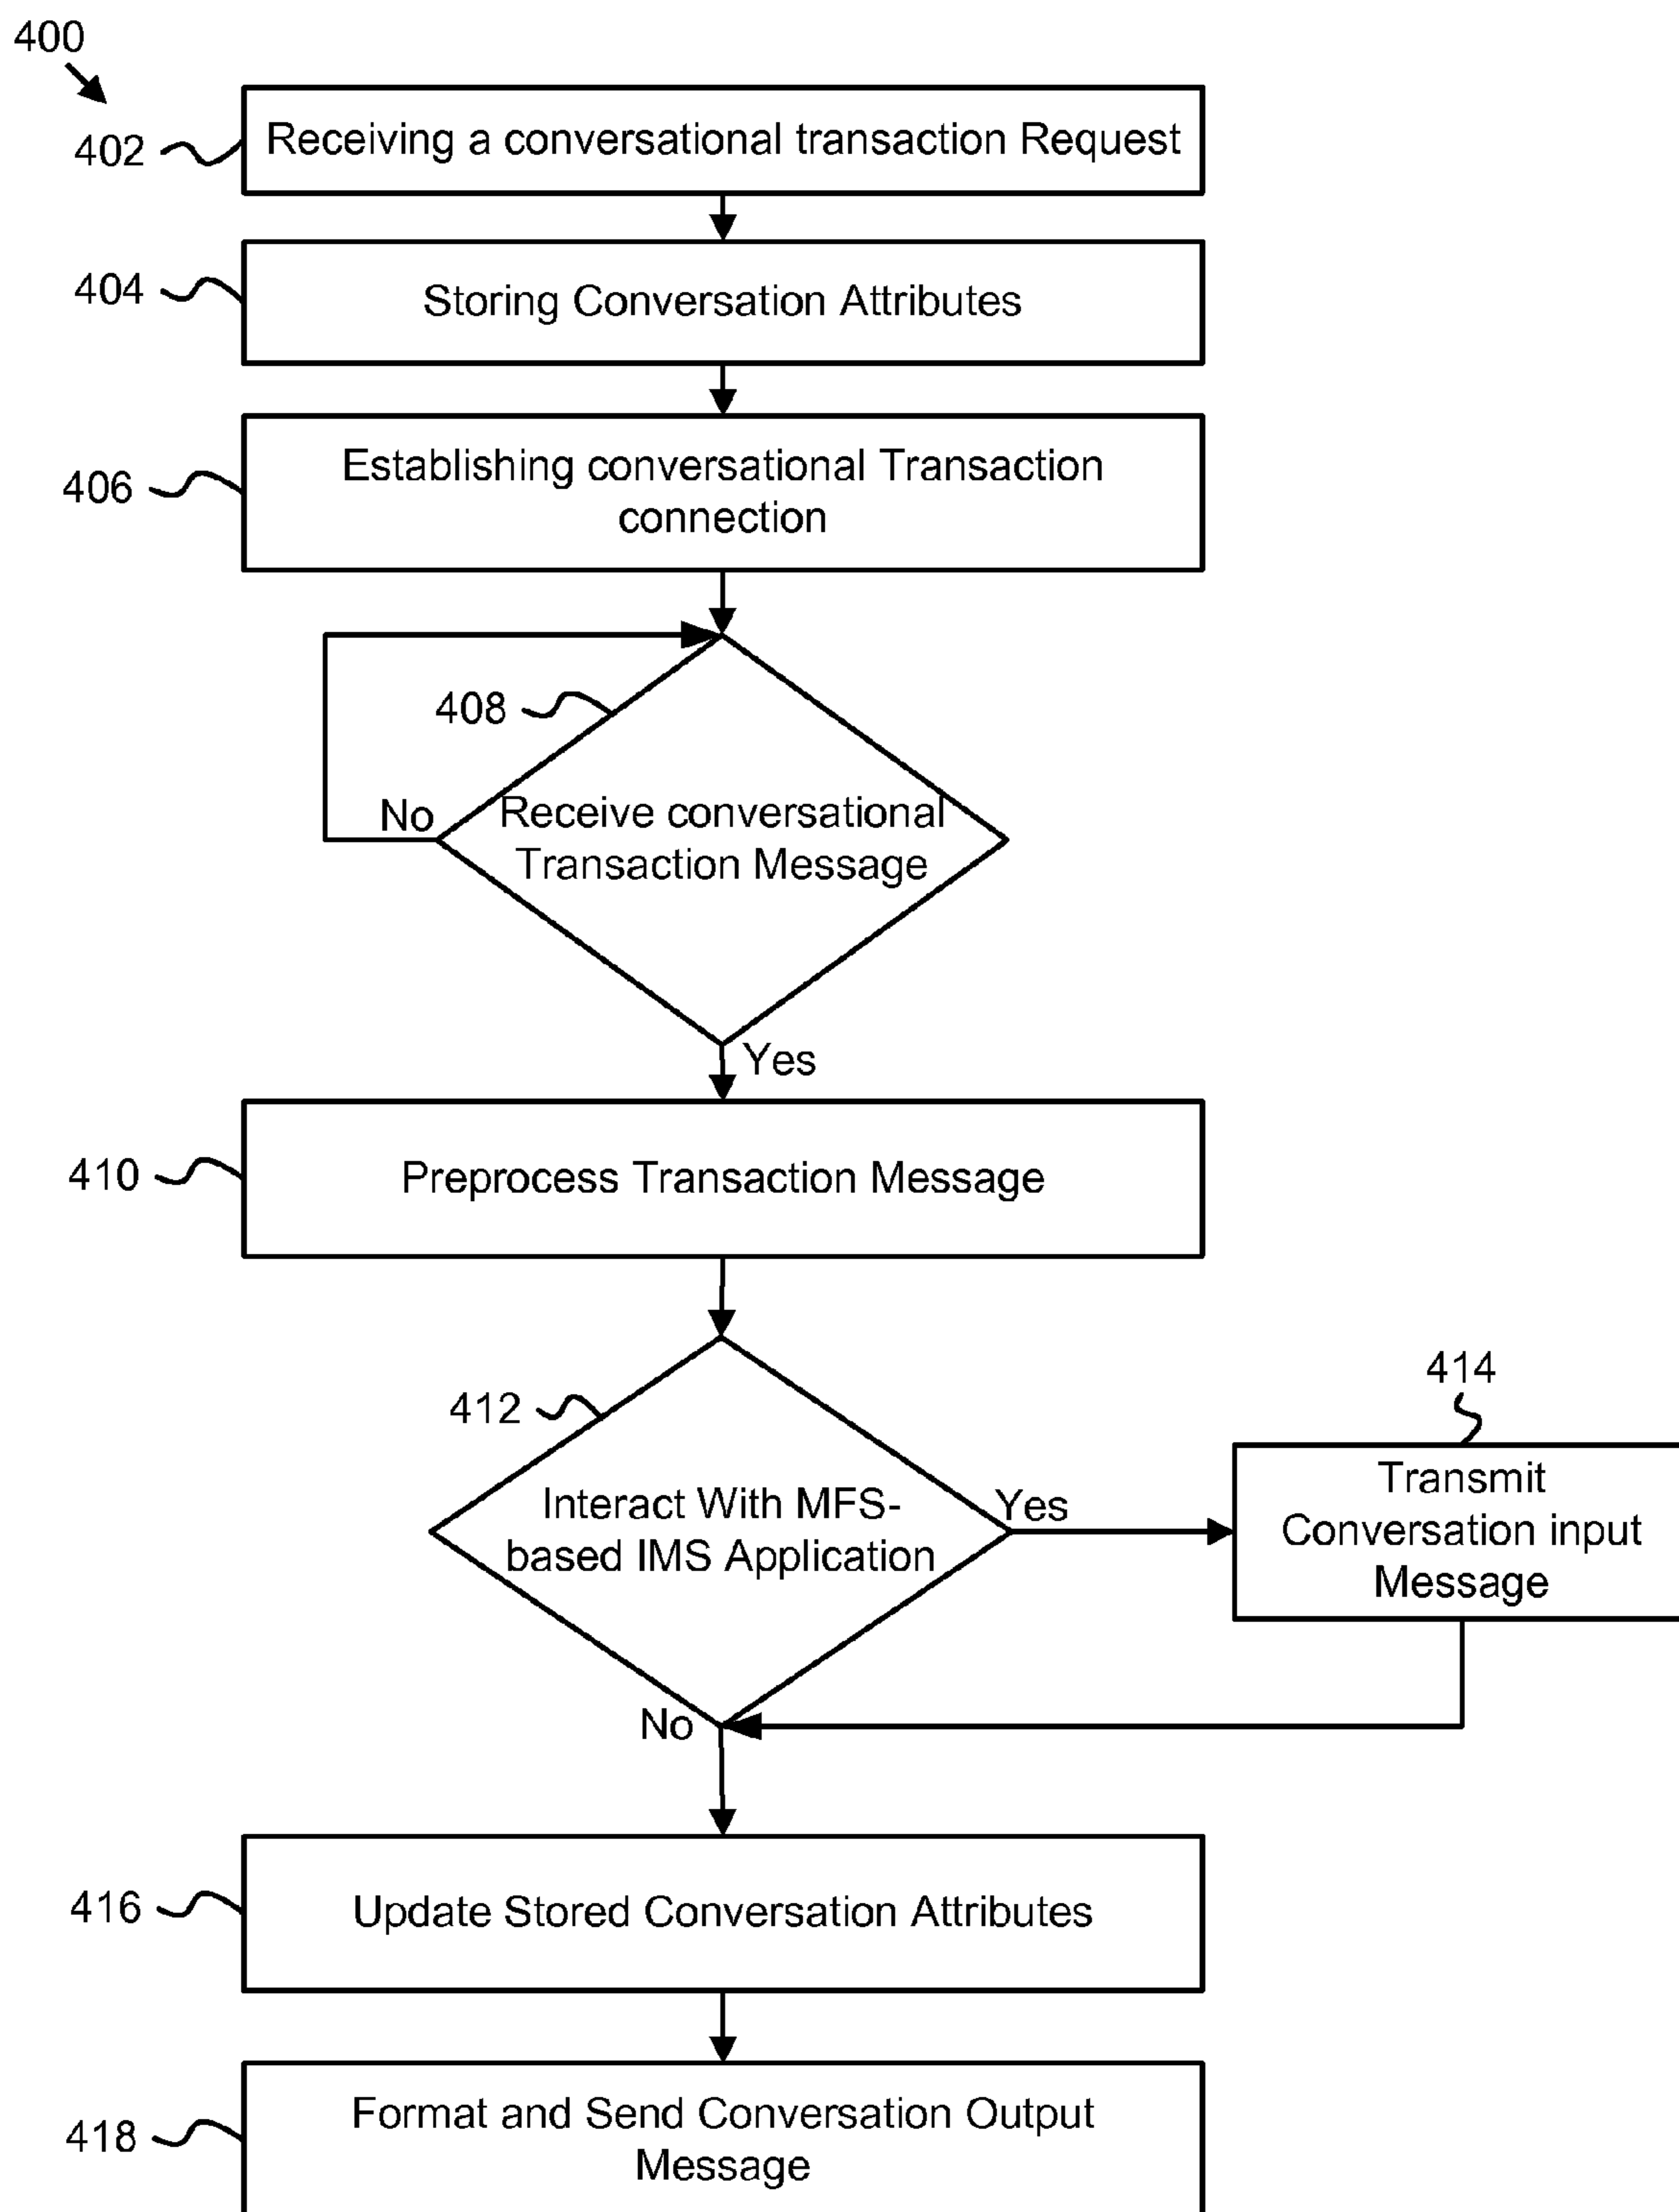 400
402
Receiving a conversational transaction Request
404
Storing Conversation Attributes
406
Establishing conversational Transaction
connection
408
No
Receive conversational
Transaction Message
Yes
410
Preprocess Transaction Message
412
Interact With MFS-
based IMS Application
Yes
414
Transmit
Conversation input
Message
No
416
Update Stored Conversation Attributes
418
Format and Send Conversation Output
Message